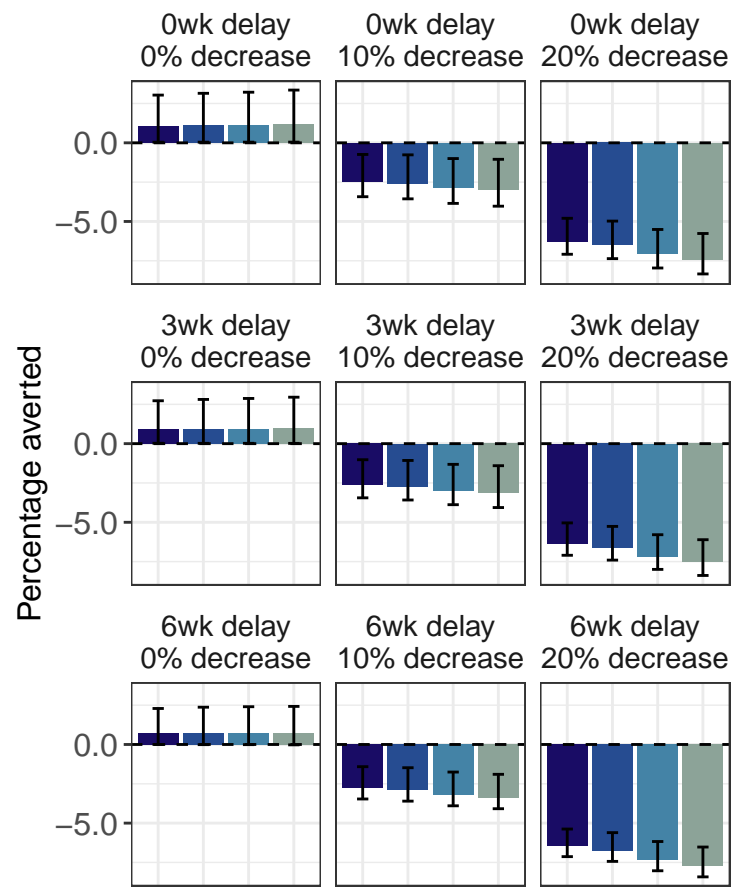 0wk delay
0% decrease
0wk delay
10% decrease
0wk delay
20% decrease
0.0
−5.0
3wk delay
0% decrease
3wk delay
10% decrease
3wk delay
20% decrease
0.0
−5.0
Percentage averted
6wk delay
0% decrease
6wk delay
10% decrease
6wk delay
20% decrease
0.0
−5.0